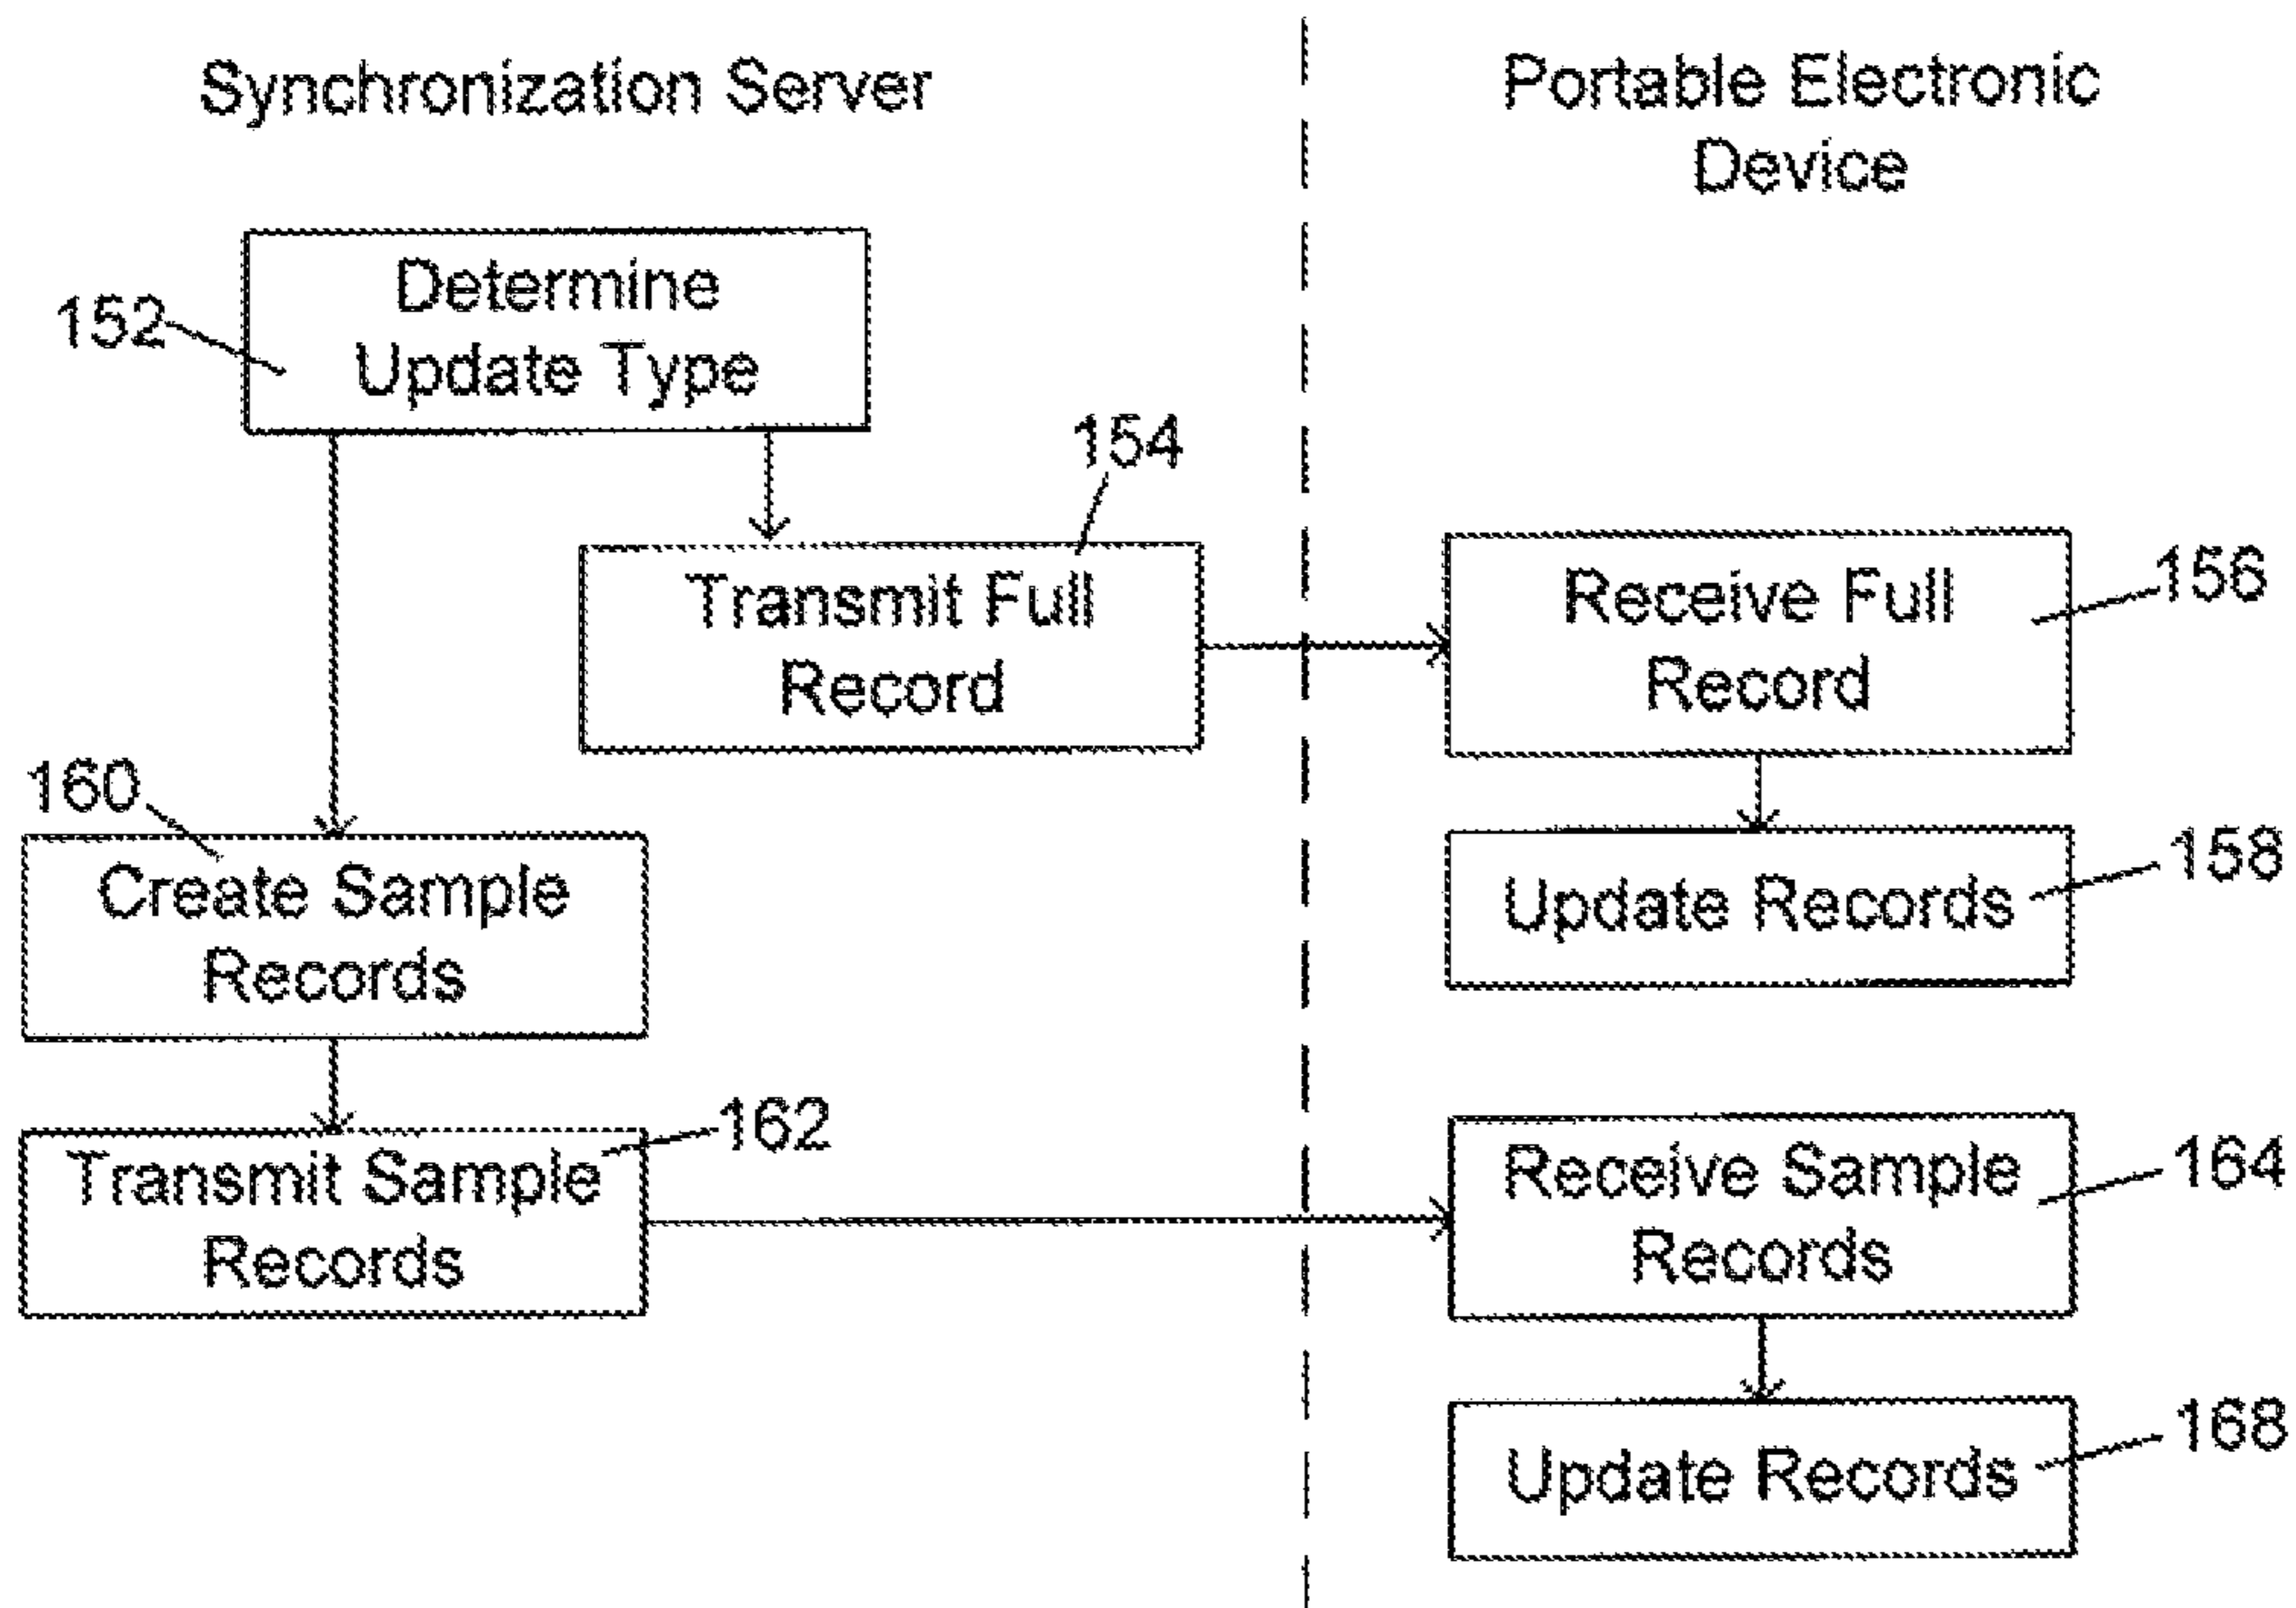 Synchronization Server
Portable Electronic
Device
Determine
Update Type
152
154
Transmit Full
Record
Receive Full
Record
156
160
Create Sample
Records
Update Records
158
Transmit Sample
Records
162
Receive Sample
Records
164
Update Records
168